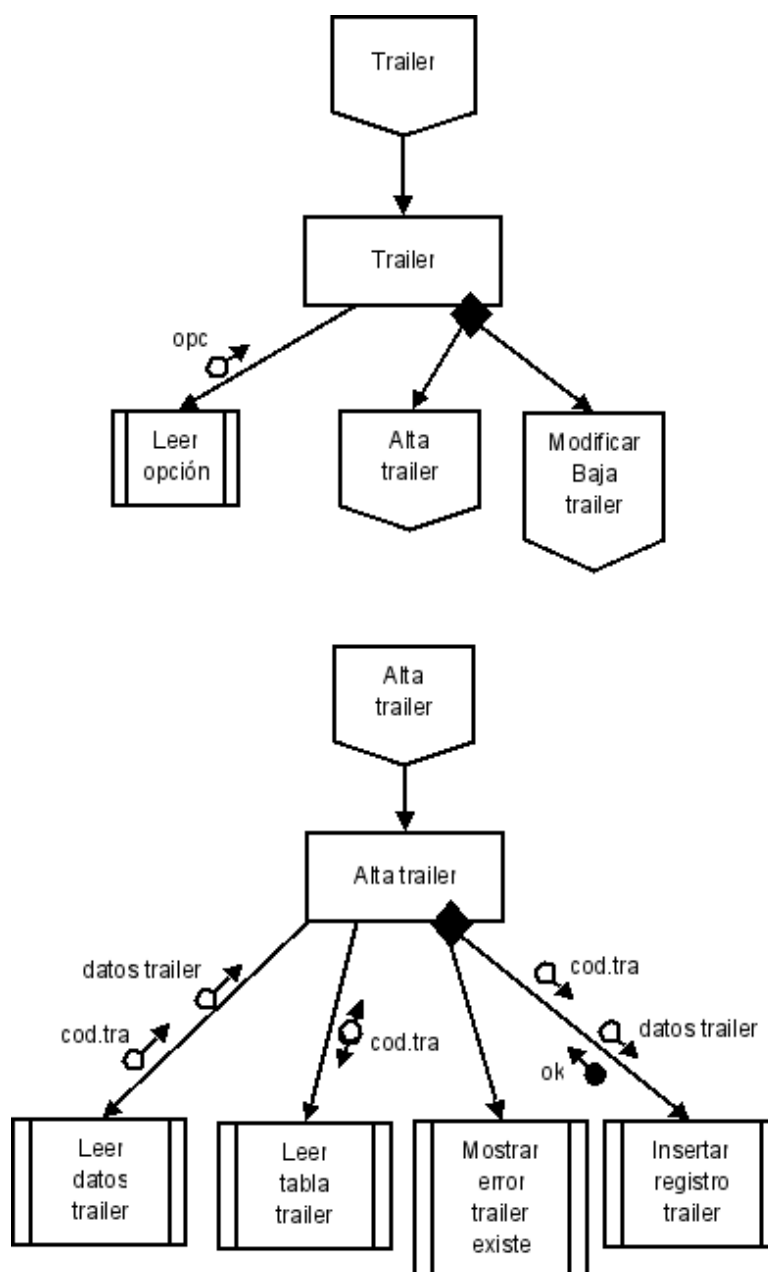 Trailer
Trailer
opc
Leer
opción
Alta
trailer
Modificar
Baja
trailer
Alta
trailer
Alta trailer
datos trailer
cod.tra
cod.tra
cod.tra
datos trailer
ok
Leer
datos
trailer
Leer
tabla
trailer
Mostrar
error
trailer
existe
Insertar
registro
trailer